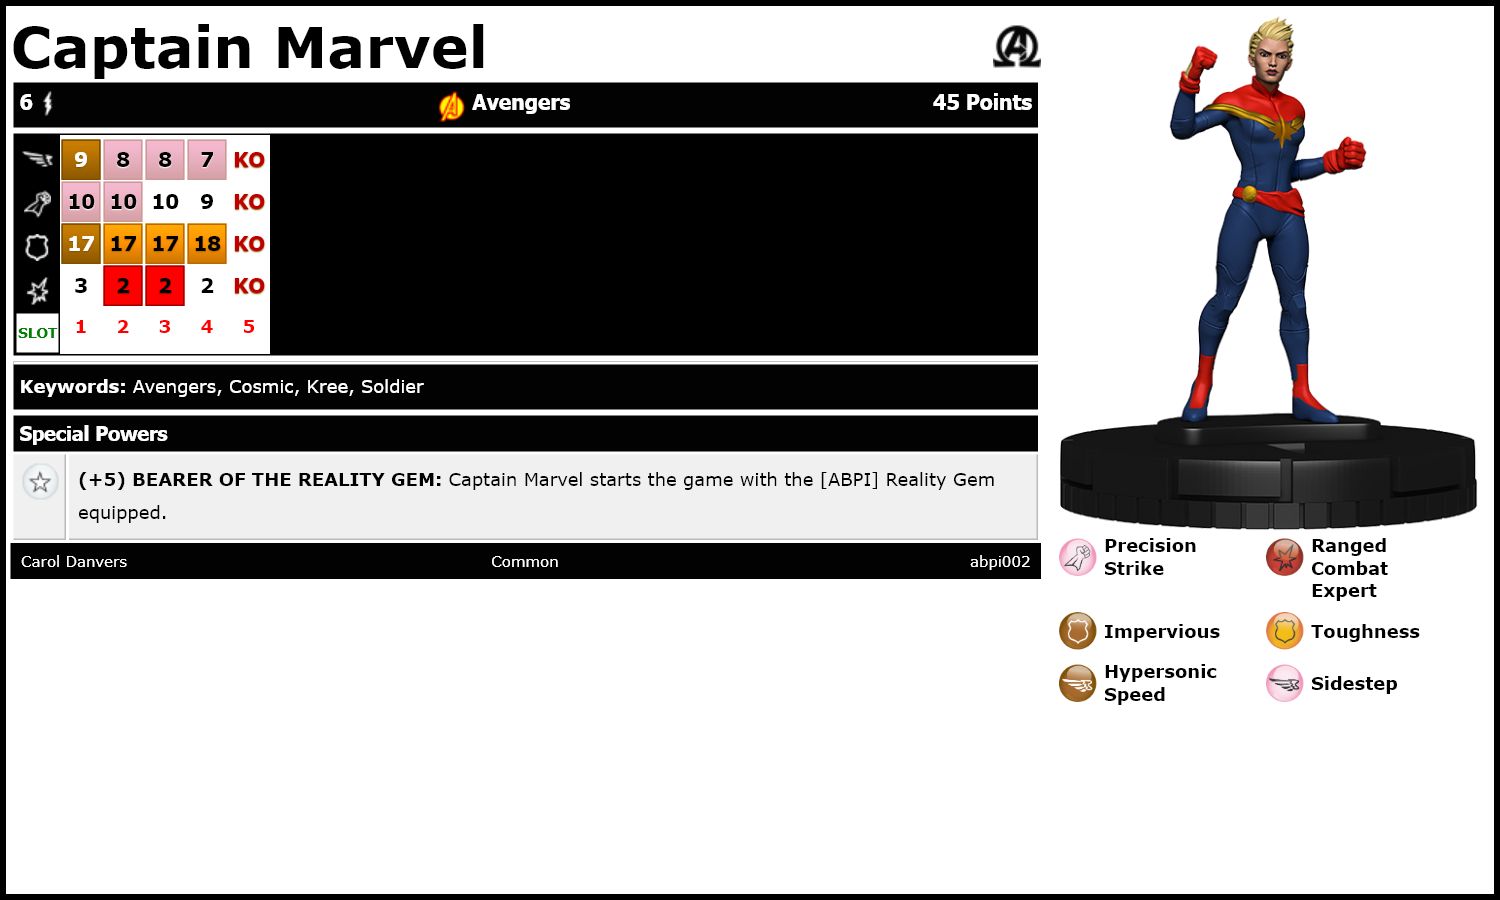 Captain Marvel
6 Avengers 45 Points
9 8 8 7 KO
10 10 10 9 KO
17 17 17 18 KO
3 2 2 2 KO
SLOT 1 2 3 4 5
Keywords: Avengers, Cosmic, Kree, Soldier
Special Powers
(+5) BEARER OF THE REALITY GEM: Captain Marvel starts the game with the [ABPI] Reality Gem
equipped.
Carol Danvers Common abpi002
Precision
Strike
Ranged
Combat
Expert
Impervious
Toughness
Hypersonic
Speed
Sidestep